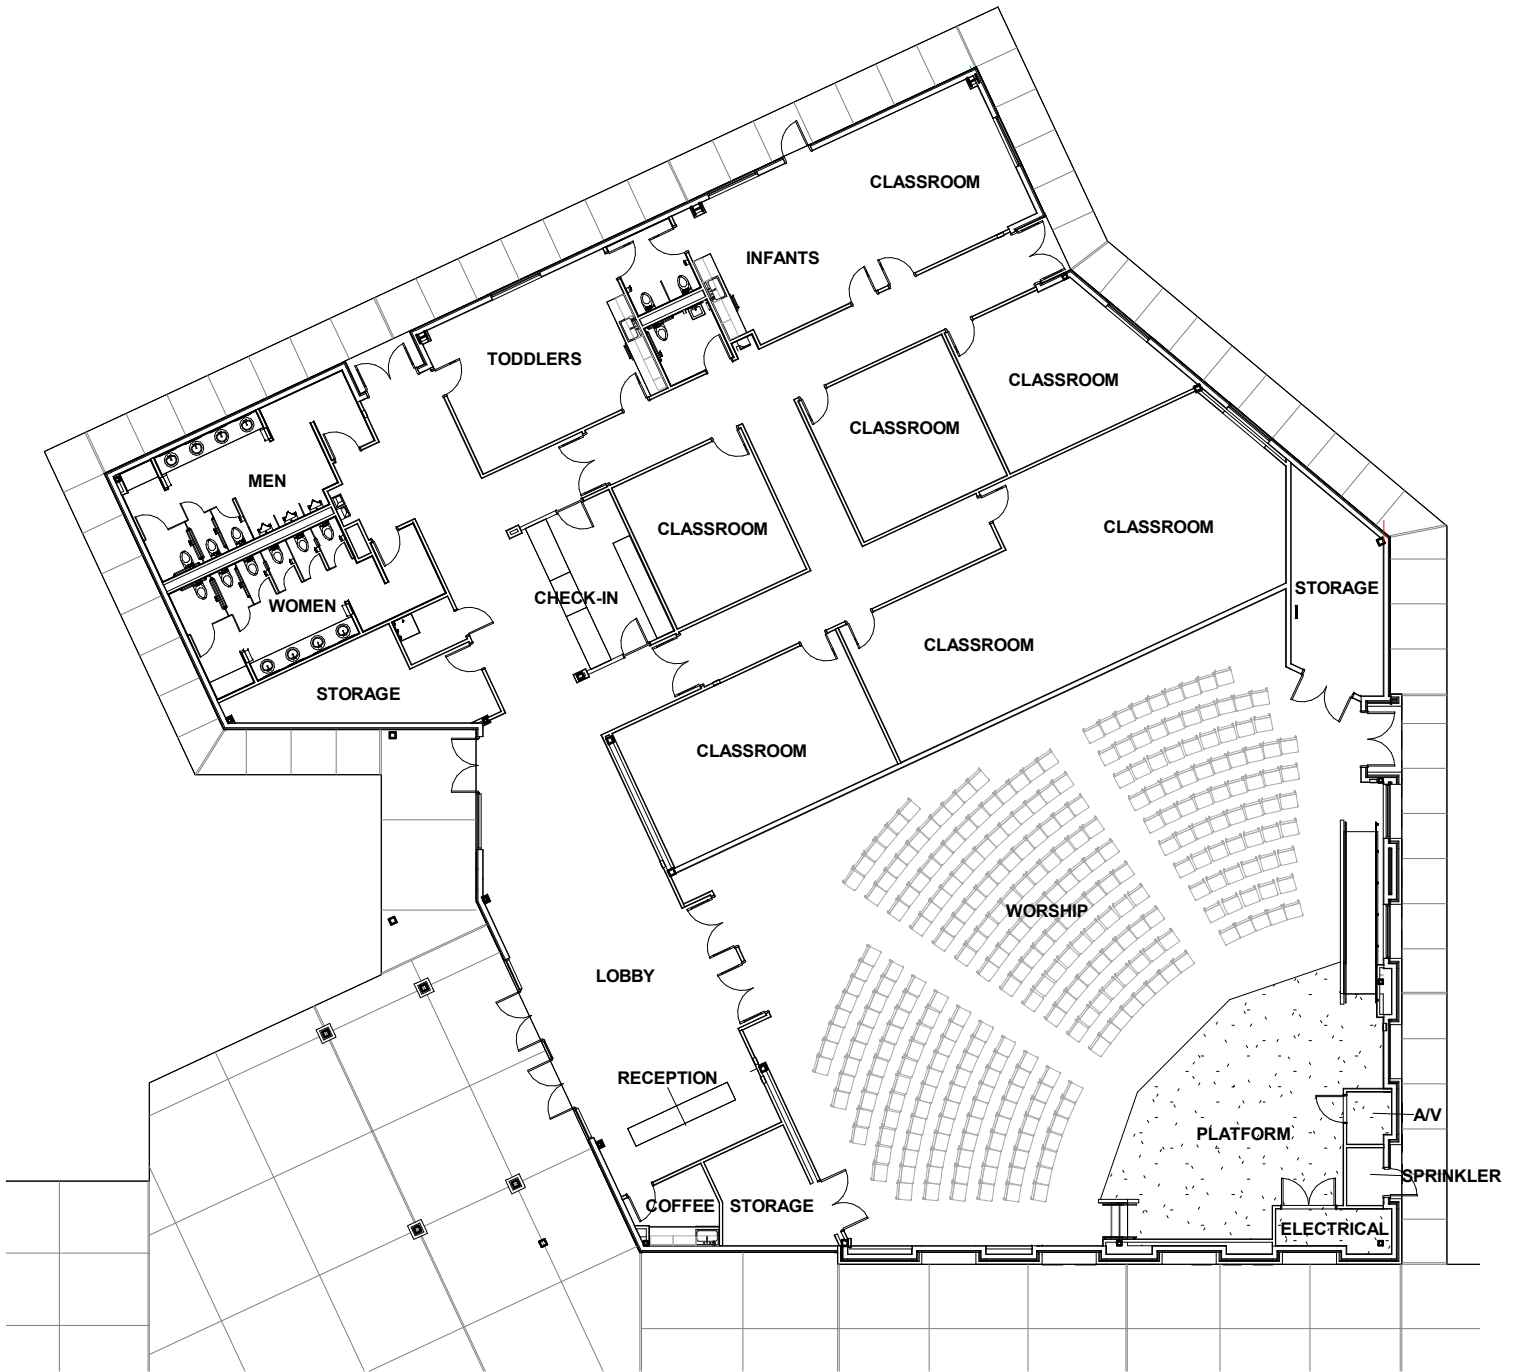 CLASSROOM
INFANTS
TODDLERS
CLASSROOM
CLASSROOM
MEN
CLASSROOM
CLASSROOM
STORAGE
CHECK-IN
WOMEN
CLASSROOM
STORAGE
CLASSROOM
WORSHIP
LOBBY
RECEPTION
A/V
PLATFORM
SPRINKLER
COFFEE
STORAGE
ELECTRICAL